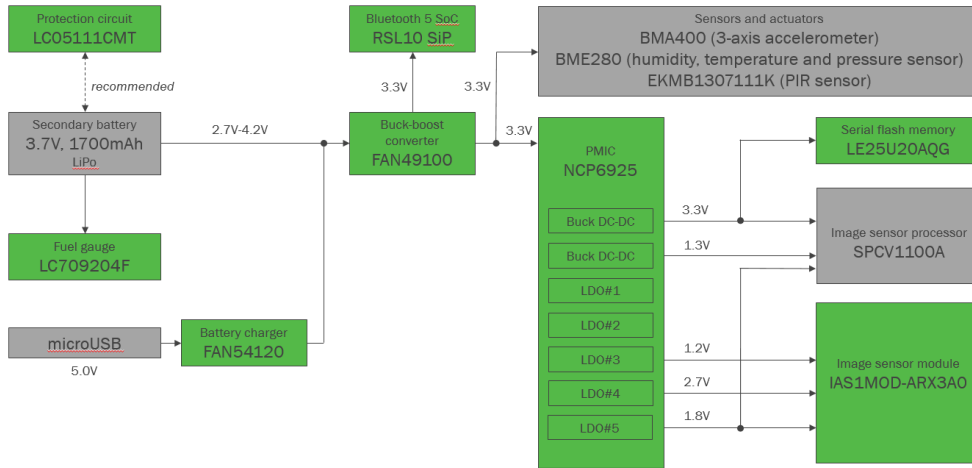 Protection circuit
LC05111CMT
recommended
Secondary battery
3.7V, 1700mAh
LiPo
Fuel gauge
LC709204F
microUSB
5.0V
Battery charger
FAN54120
2.7V-4.2V
Bluetooth 5 SoC
RSL10 SiP
3.3V
Buck-boost
converter
FAN49100
3.3V
3.3V
Sensors and actuators
BMA400 (3-axis accelerometer)
BME280 (humidity, temperature and pressure sensor)
EKMB1307111K (PIR sensor)
PMIC
NCP6925
Buck DC-DC
Buck DC-DC
LDO#1
LDO#2
LDO#3
LDO#4
LDO#5
3.3V
1.3V
1.2V
2.7V
1.8V
Serial flash memory
LE25U20AQG
Image sensor processor
SPCV1100A
Image sensor module
IAS1MOD-ARX3A0